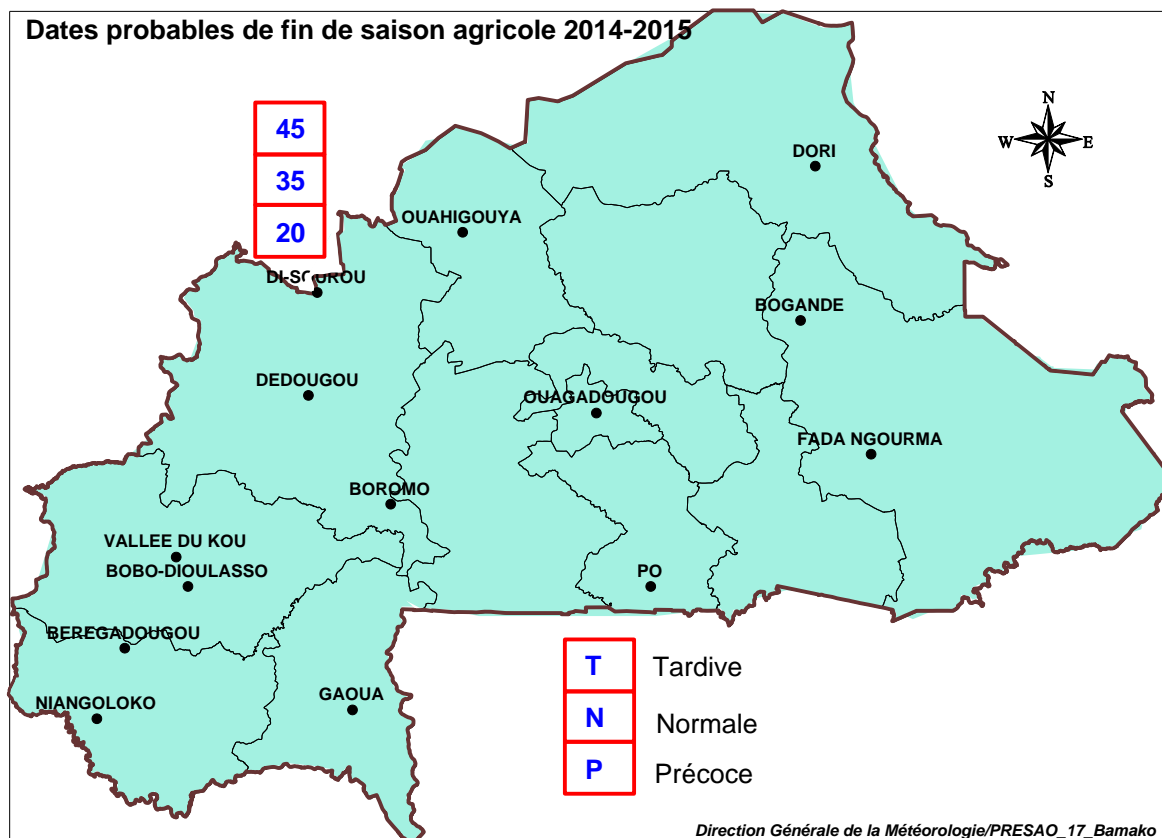 Dates probables de fin de saison agricole 2014-2015
45
35
20
N
W E
S
DORI
OUAHIGOUYA
DI-SOUROU
BOGANDE
DEDOUGOU
OUAGADOUGOU
FADA NGOURMA
BOROMO
VALLEE DU KOU
BOBO-DIOULASSO
PO
BEREGADOUGOU
NIANGOLOKO
GAOUA
T Tardive
N Normale
P Précoce
Direction Générale de la Météorologie/PRESAO_17_Bamako